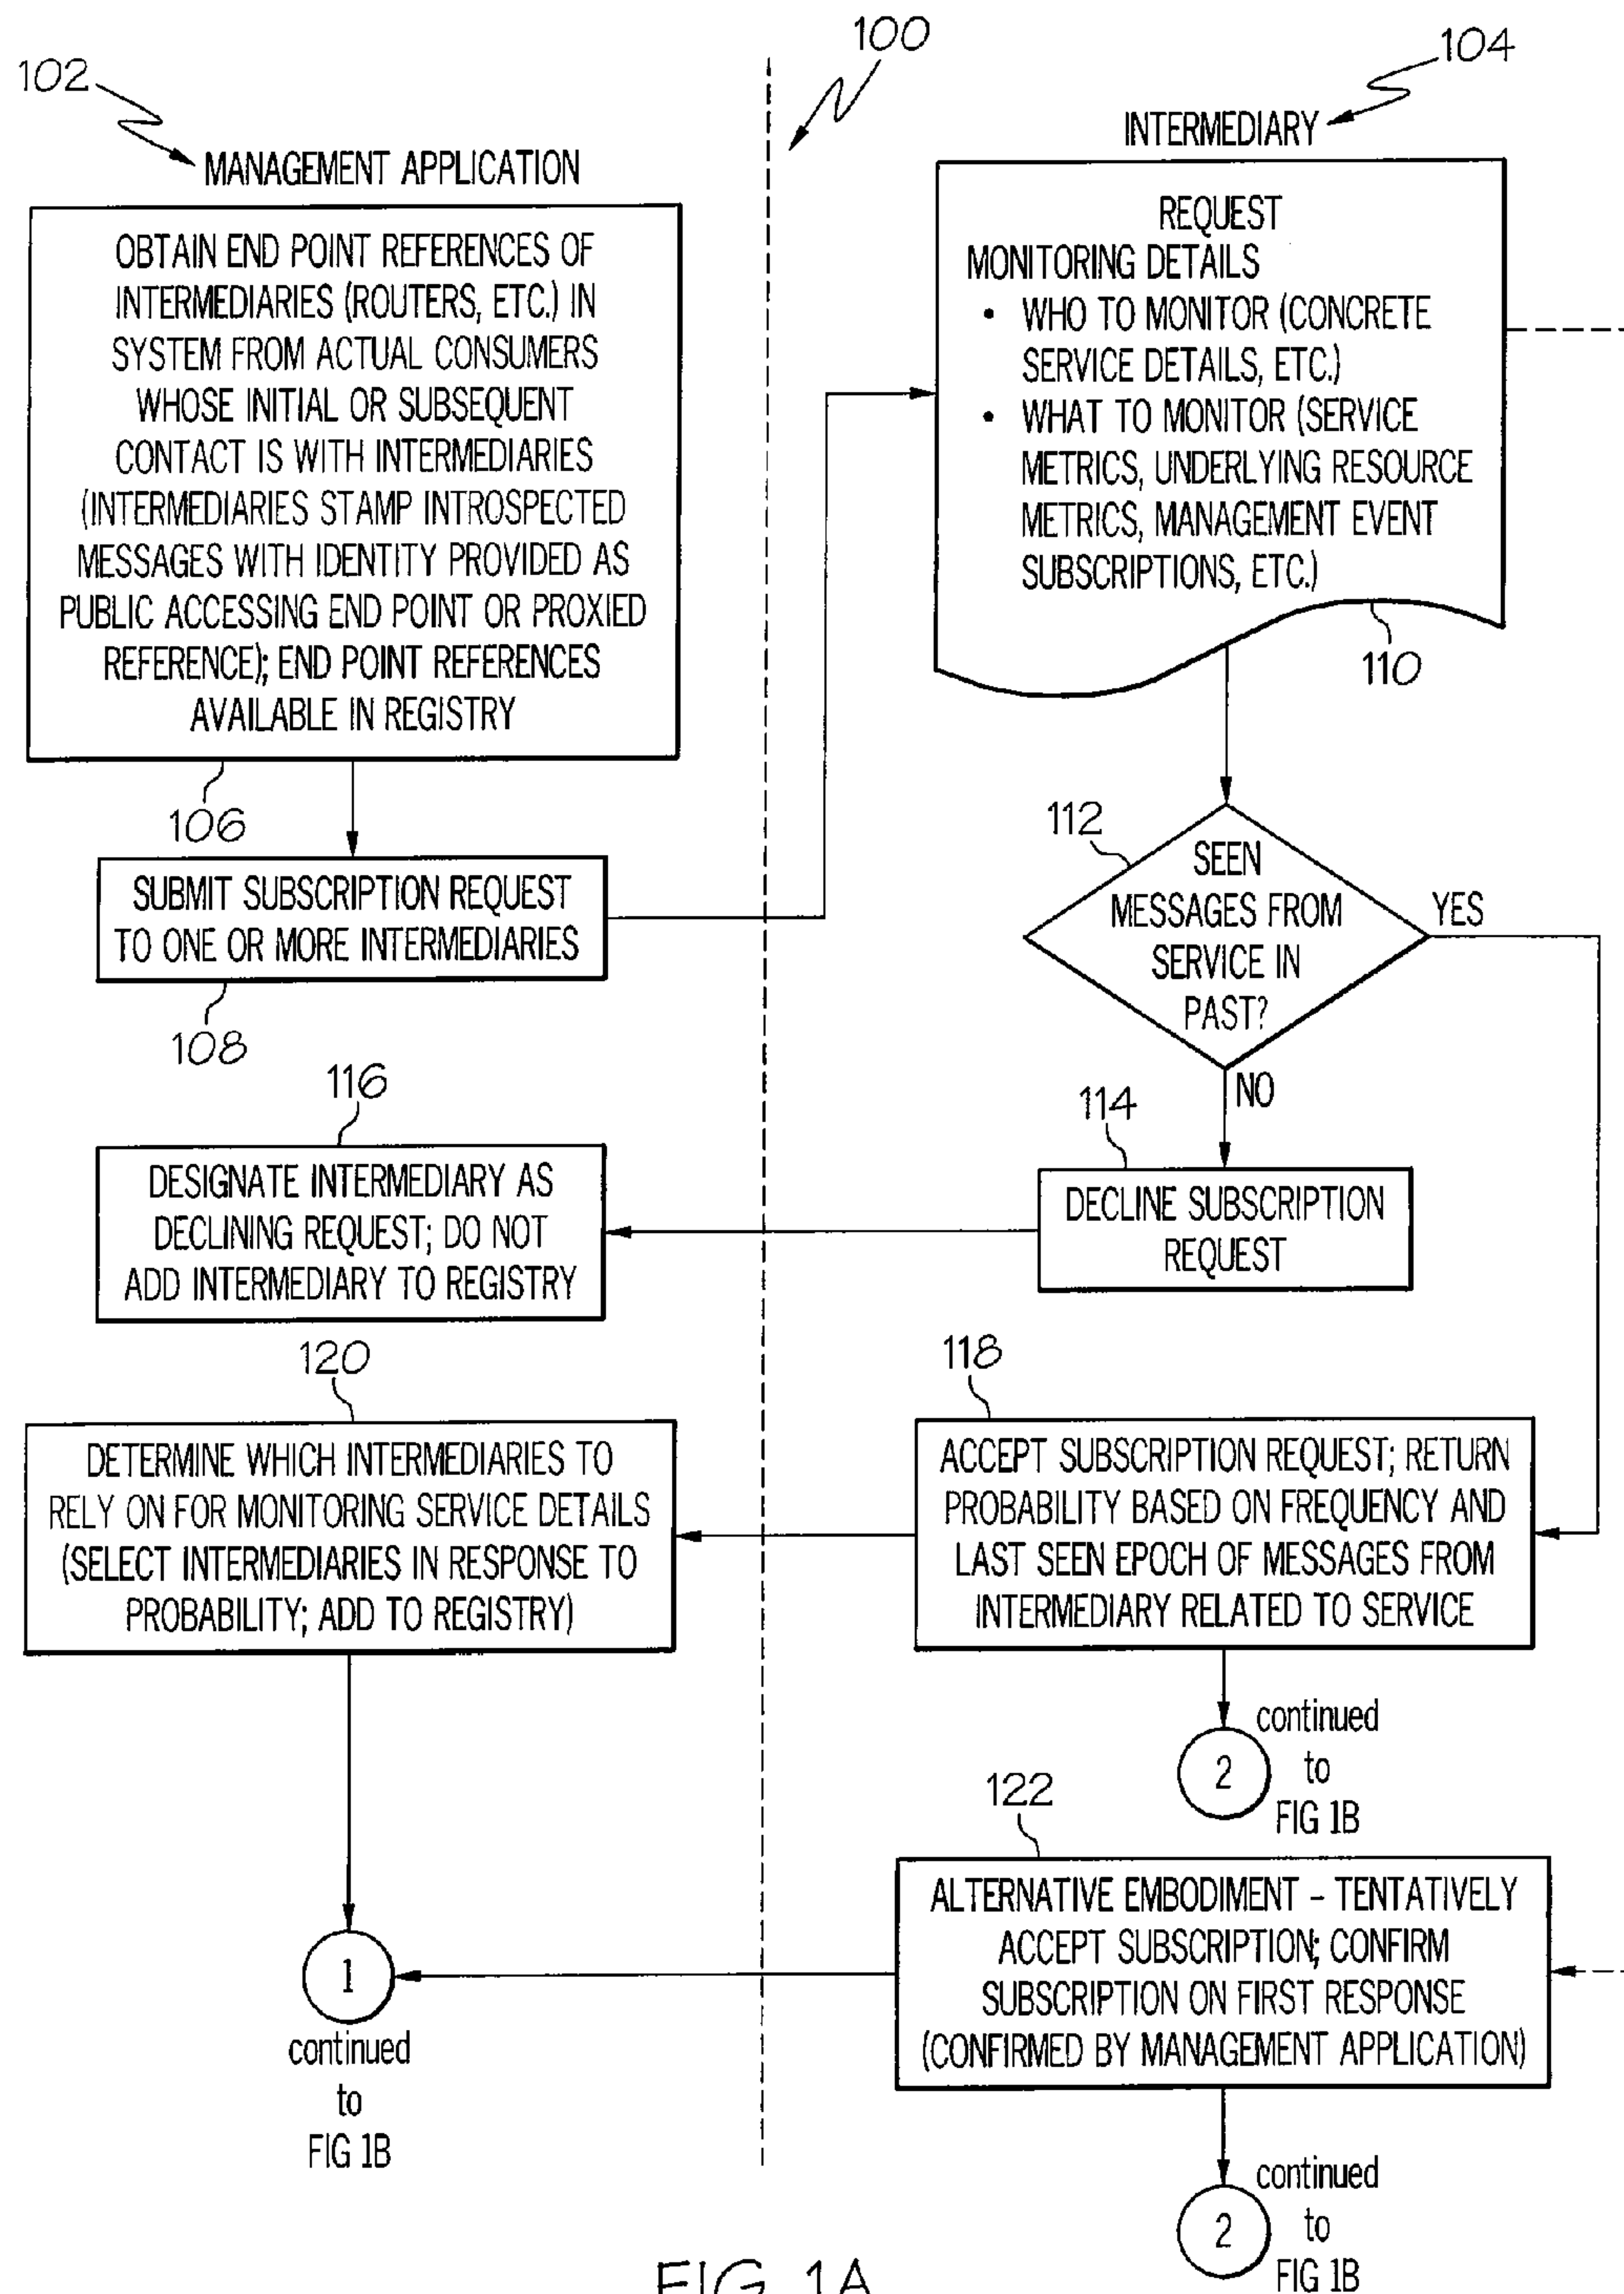 100
102
104
MANAGEMENT APPLICATION
OBTAIN END POINT REFERENCES OF
INTERMEDIARIES (ROUTERS, ETC.) IN
SYSTEM FROM ACTUAL CONSUMERS
WHOSE INITIAL OR SUBSEQUENT
CONTACT IS WITH INTERMEDIARIES
(INTERMEDIARIES STAMP INTROSPECTED
MESSAGES WITH IDENTITY PROVIDED AS
PUBLIC ACCESSING END POINT OR PROXIED
REFERENCE); END POINT REFERENCES
AVAILABLE IN REGISTRY
106
SUBMIT SUBSCRIPTION REQUEST
TO ONE OR MORE INTERMEDIARIES
108
INTERMEDIARY
REQUEST
MONITORING DETAILS
• WHO TO MONITOR (CONCRETE
SERVICE DETAILS, ETC.)
• WHAT TO MONITOR (SERVICE
METRICS, UNDERLYING RESOURCE
METRICS, MANAGEMENT EVENT
SUBSCRIPTIONS, ETC.)
110
112
SEEN
MESSAGES FROM
SERVICE IN
PAST?
YES
NO
114
DECLINE SUBSCRIPTION
REQUEST
116
DESIGNATE INTERMEDIARY AS
DECLINING REQUEST; DO NOT
ADD INTERMEDIARY TO REGISTRY
118
ACCEPT SUBSCRIPTION REQUEST; RETURN
PROBABILITY BASED ON FREQUENCY AND
LAST SEEN EPOCH OF MESSAGES FROM
INTERMEDIARY RELATED TO SERVICE
2
continued
to
FIG 1B
120
DETERMINE WHICH INTERMEDIARIES TO
RELY ON FOR MONITORING SERVICE DETAILS
(SELECT INTERMEDIARIES IN RESPONSE TO
PROBABILITY; ADD TO REGISTRY)
1
continued
to
FIG 1B
122
ALTERNATIVE EMBODIMENT – TENTATIVELY
ACCEPT SUBSCRIPTION; CONFIRM
SUBSCRIPTION ON FIRST RESPONSE
(CONFIRMED BY MANAGEMENT APPLICATION)
2
continued
to
FIG 1B
FIG. 1A